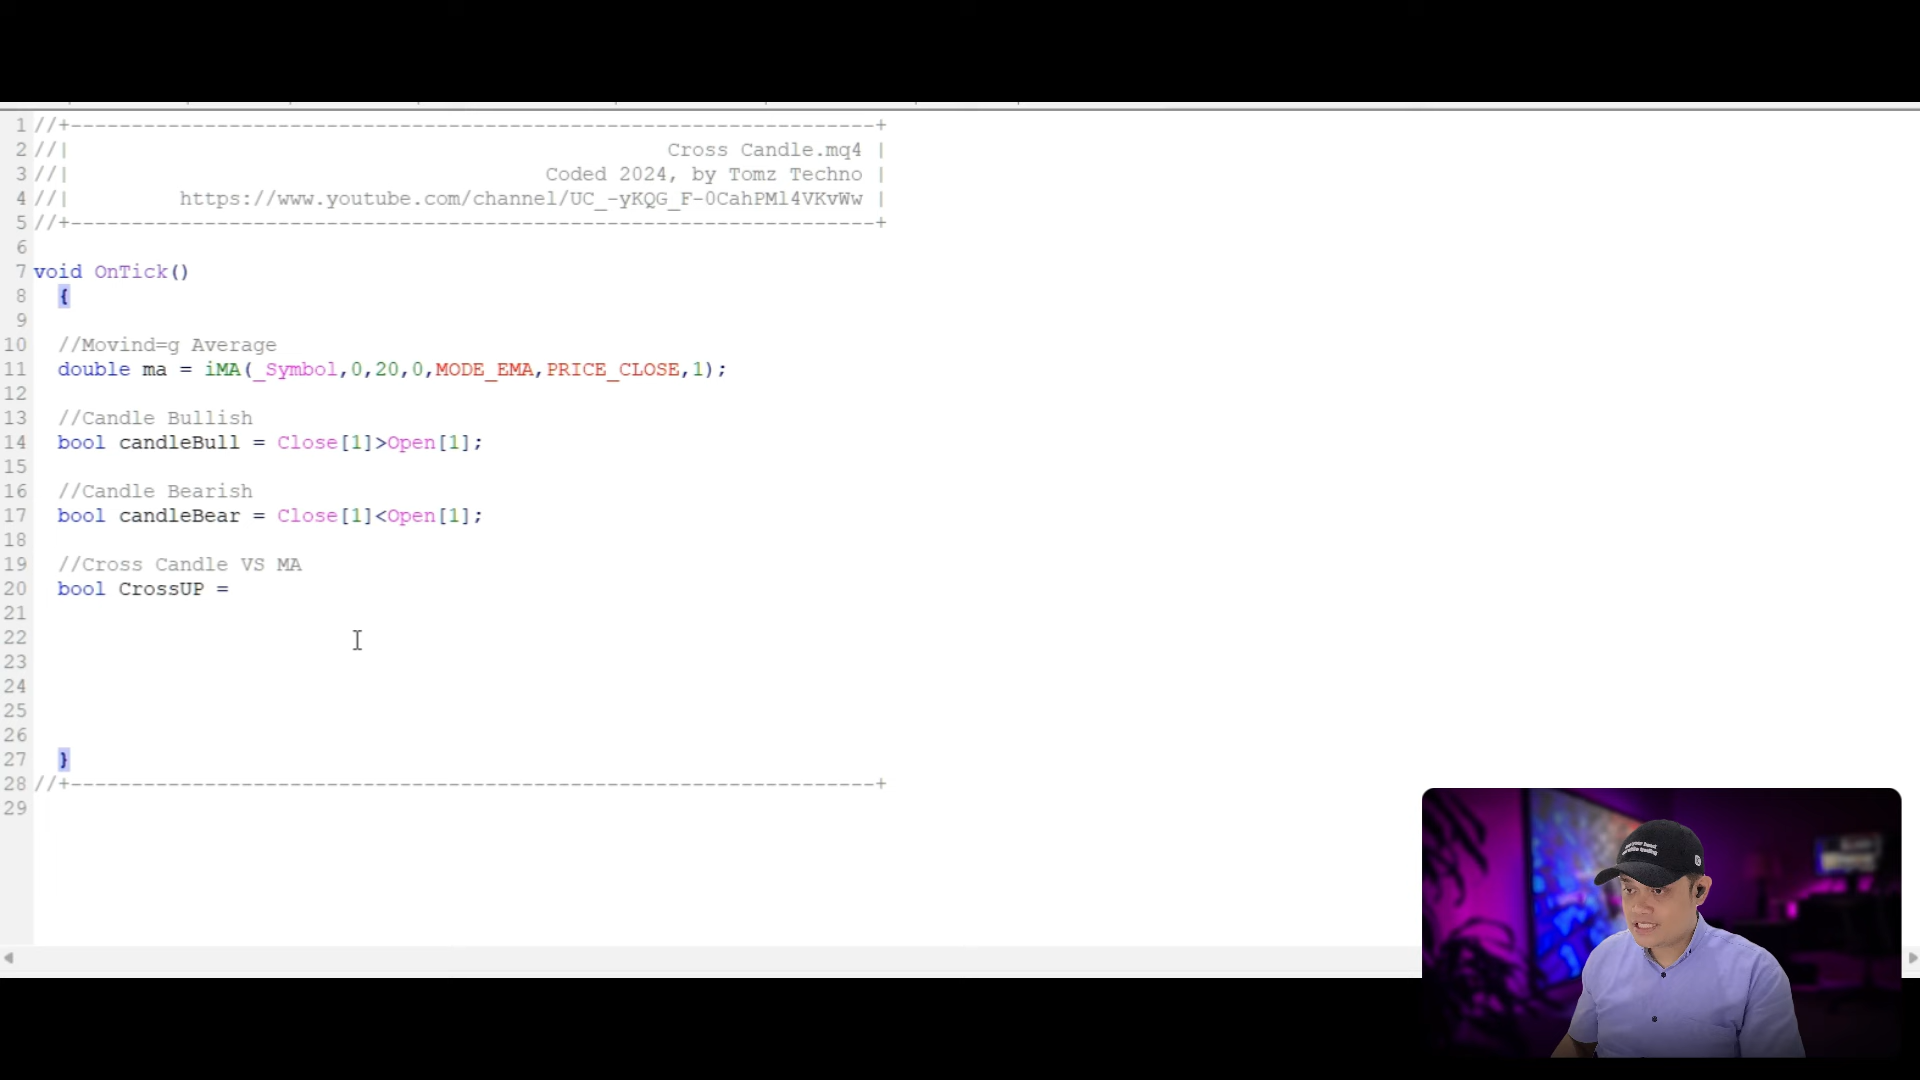 1 //+------------------------------------------------------------------+
2 //| Cross Candle.mq4 |
3 //| Coded 2024, by Tomz Techno |
4 //| https://www.youtube.com/channel/UC_-yKQG_F-0CahPMl4VKvWw |
5 //+------------------------------------------------------------------+
6
7 void OnTick()
8 {
9
10 //Movind=g Average
11 double ma = iMA(_Symbol,0,20,0,MODE_EMA,PRICE_CLOSE,1);
12
13 //Candle Bullish
14 bool candleBull = Close[1]>Open[1];
15
16 //Candle Bearish
17 bool candleBear = Close[1]<Open[1];
18
19 //Cross Candle VS MA
20 bool CrossUP =
21
22
23
24
25
26
27 }
28 //+------------------------------------------------------------------+
29